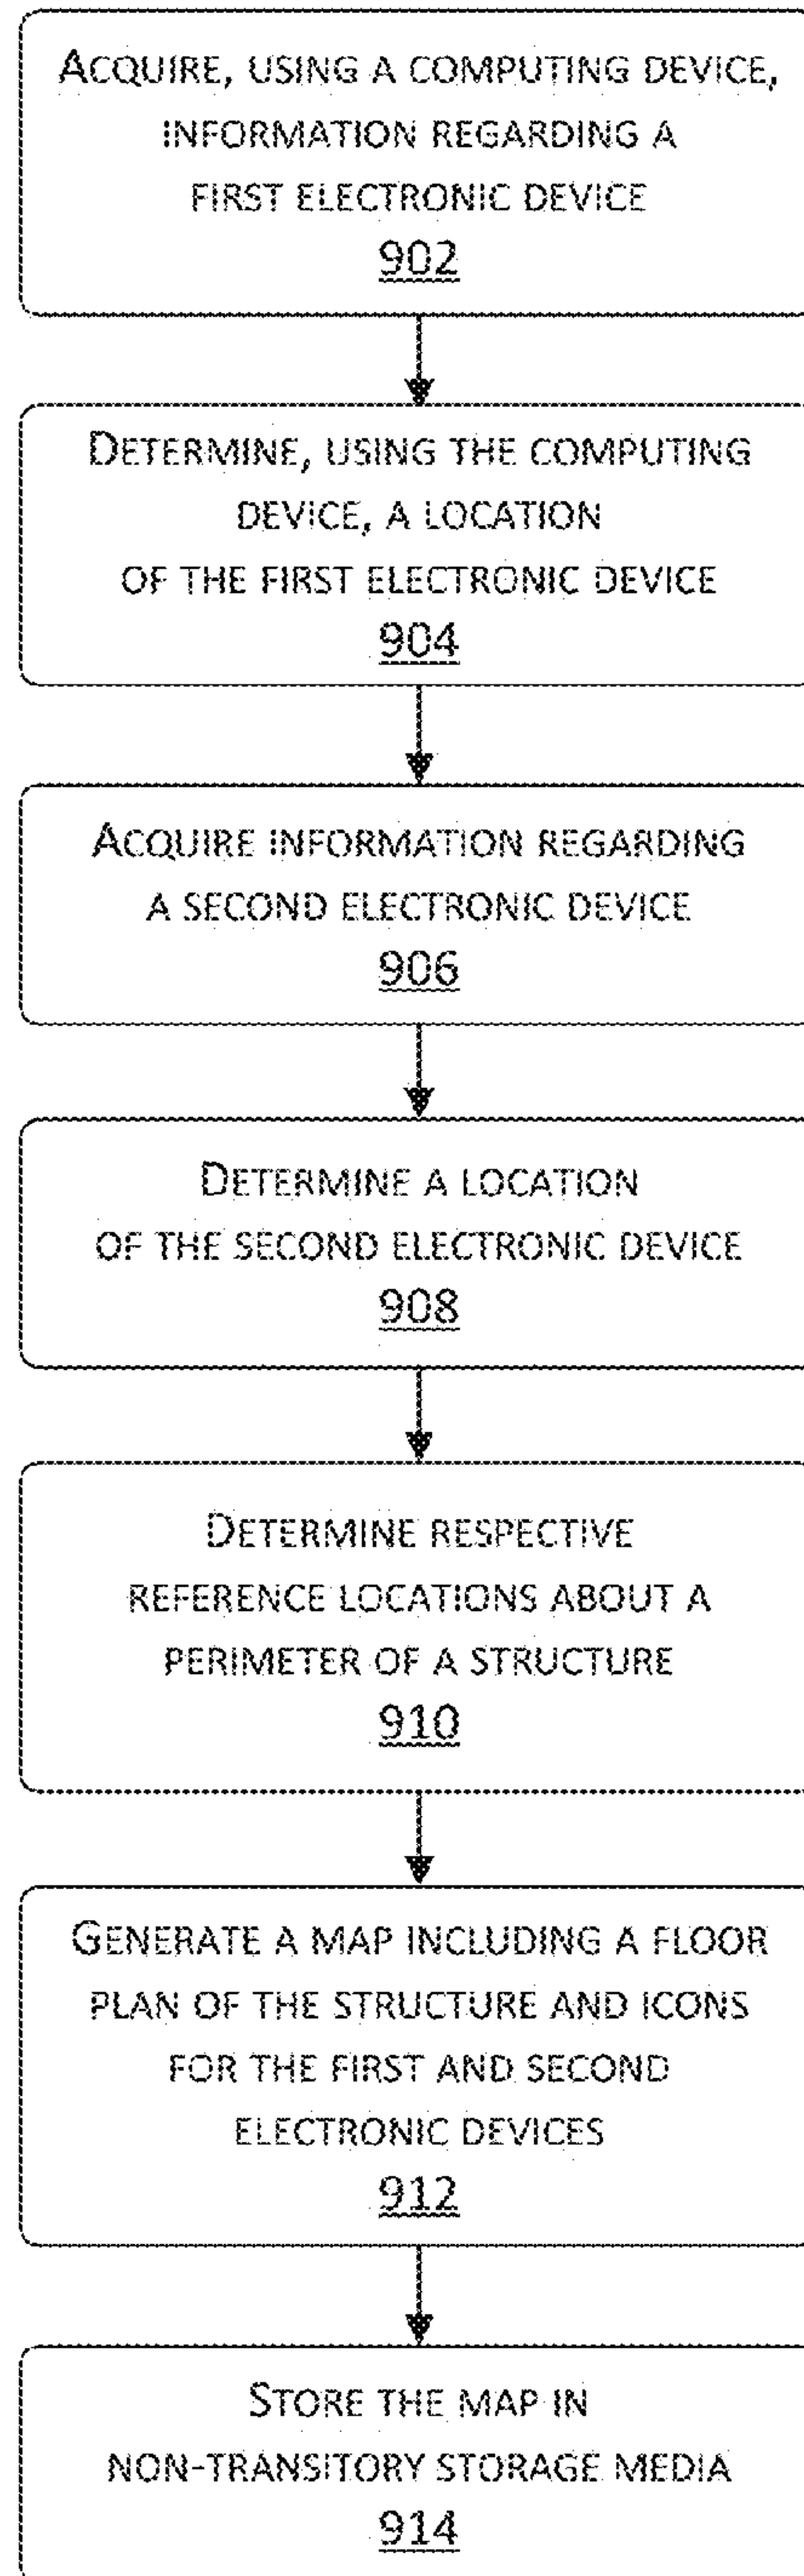 ACQUIRE, USING A COMPUTING DEVICE,
INFORMATION REGARDING A
FIRST ELECTRONIC DEVICE
902
DETERMINE, USING THE COMPUTING
DEVICE, A LOCATION
OF THE FIRST ELECTRONIC DEVICE
904
ACQUIRE INFORMATION REGARDING
A SECOND ELECTRONIC DEVICE
906
DETERMINE A LOCATION
OF THE SECOND ELECTRONIC DEVICE
908
DETERMINE RESPECTIVE
REFERENCE LOCATIONS ABOUT A
PERIMETER OF A STRUCTURE
910
GENERATE A MAP INCLUDING A FLOOR
PLAN OF THE STRUCTURE AND ICONS
FOR THE FIRST AND SECOND
ELECTRONIC DEVICES
912
STORE THE MAP IN
NON-TRANSITORY STORAGE MEDIA
914